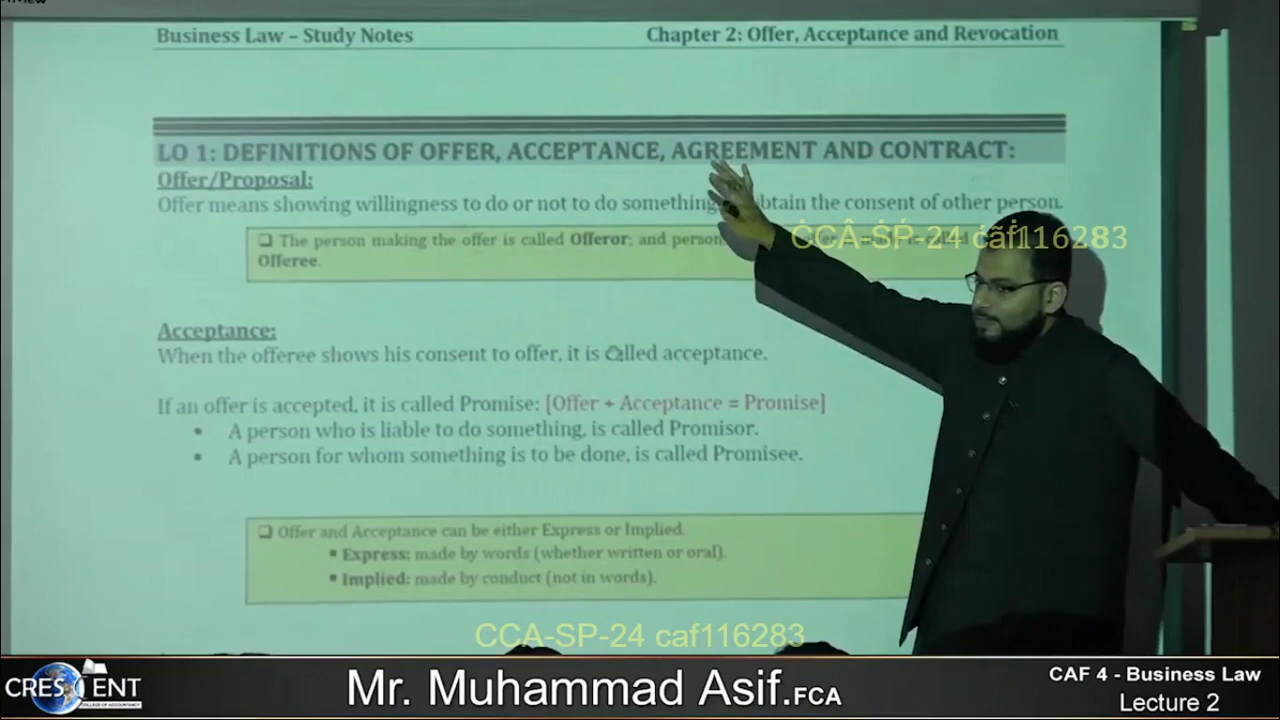 Business Law – Study Notes Chapter 2: Offer, Acceptance and Revocation
LO 1: DEFINITIONS OF OFFER, ACCEPTANCE, AGREEMENT AND CONTRACT:
Offer/Proposal:
Offer means showing willingness to do or not to do something obtain the consent of other person.
❑ The person making the offer is called Offeror; and person
Offeree.
CCA-SP-24 caf116283
Acceptance:
When the offeree shows his consent to offer, it is called acceptance.
If an offer is accepted, it is called Promise: [Offer + Acceptance = Promise]
• A person who is liable to do something, is called Promisor.
• A person for whom something is to be done, is called Promisee.
❑ Offer and Acceptance can be either Express or Implied.
▪ Express: made by words (whether written or oral).
▪ Implied: made by conduct (not in words).
CCA-SP-24 caf116283
CRESCENT
COLLEGE OF ACCOUNTANCY
Mr. Muhammad Asif.FCA
CAF 4 - Business Law
Lecture 2